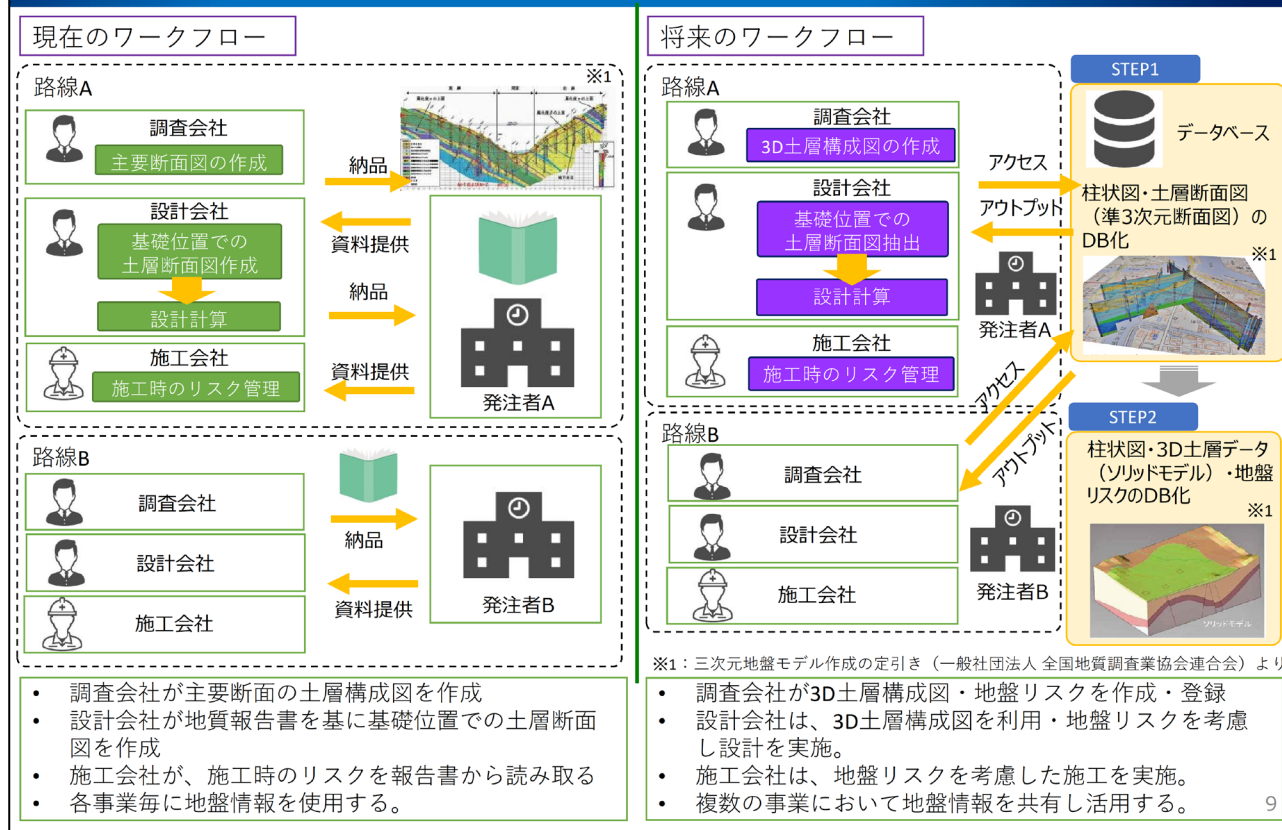 現在のワークフロー
路線A
※1
調査会社
主要断面図の作成
納品
設計会社
基礎位置での
土層断面図作成
設計計算
資料提供
納品
施工会社
施工時のリスク管理
資料提供
発注者A
路線B
調査会社
設計会社
施工会社
納品
資料提供
発注者B
• 調査会社が主要断面の土層構成図を作成
• 設計会社が地質報告書を基に基礎位置での土層断面
図を作成
• 施工会社が、施工時のリスクを報告書から読み取る
• 各事業毎に地盤情報を使用する。
将来のワークフロー
路線A
調査会社
3D土層構成図の作成
設計会社
基礎位置での
土層断面図抽出
設計計算
施工会社
施工時のリスク管理
アクセス
アウトプット
発注者A
STEP1
データベース
柱状図・土層断面図
（準3次元断面図）の
DB化
※1
路線B
調査会社
設計会社
施工会社
アクセス
アウトプット
発注者B
STEP2
柱状図・3D土層データ
（ソリッドモデル）・地盤
リスクのDB化
※1
ソリッドモデル
※1：三次元地盤モデル作成の定引き（一般社団法人 全国地質調査業協会連合会）より
• 調査会社が3D土層構成図・地盤リスクを作成・登録
• 設計会社は、3D土層構成図を利用・地盤リスクを考慮
し設計を実施。
• 施工会社は、地盤リスクを考慮した施工を実施。
• 複数の事業において地盤情報を共有し活用する。
9